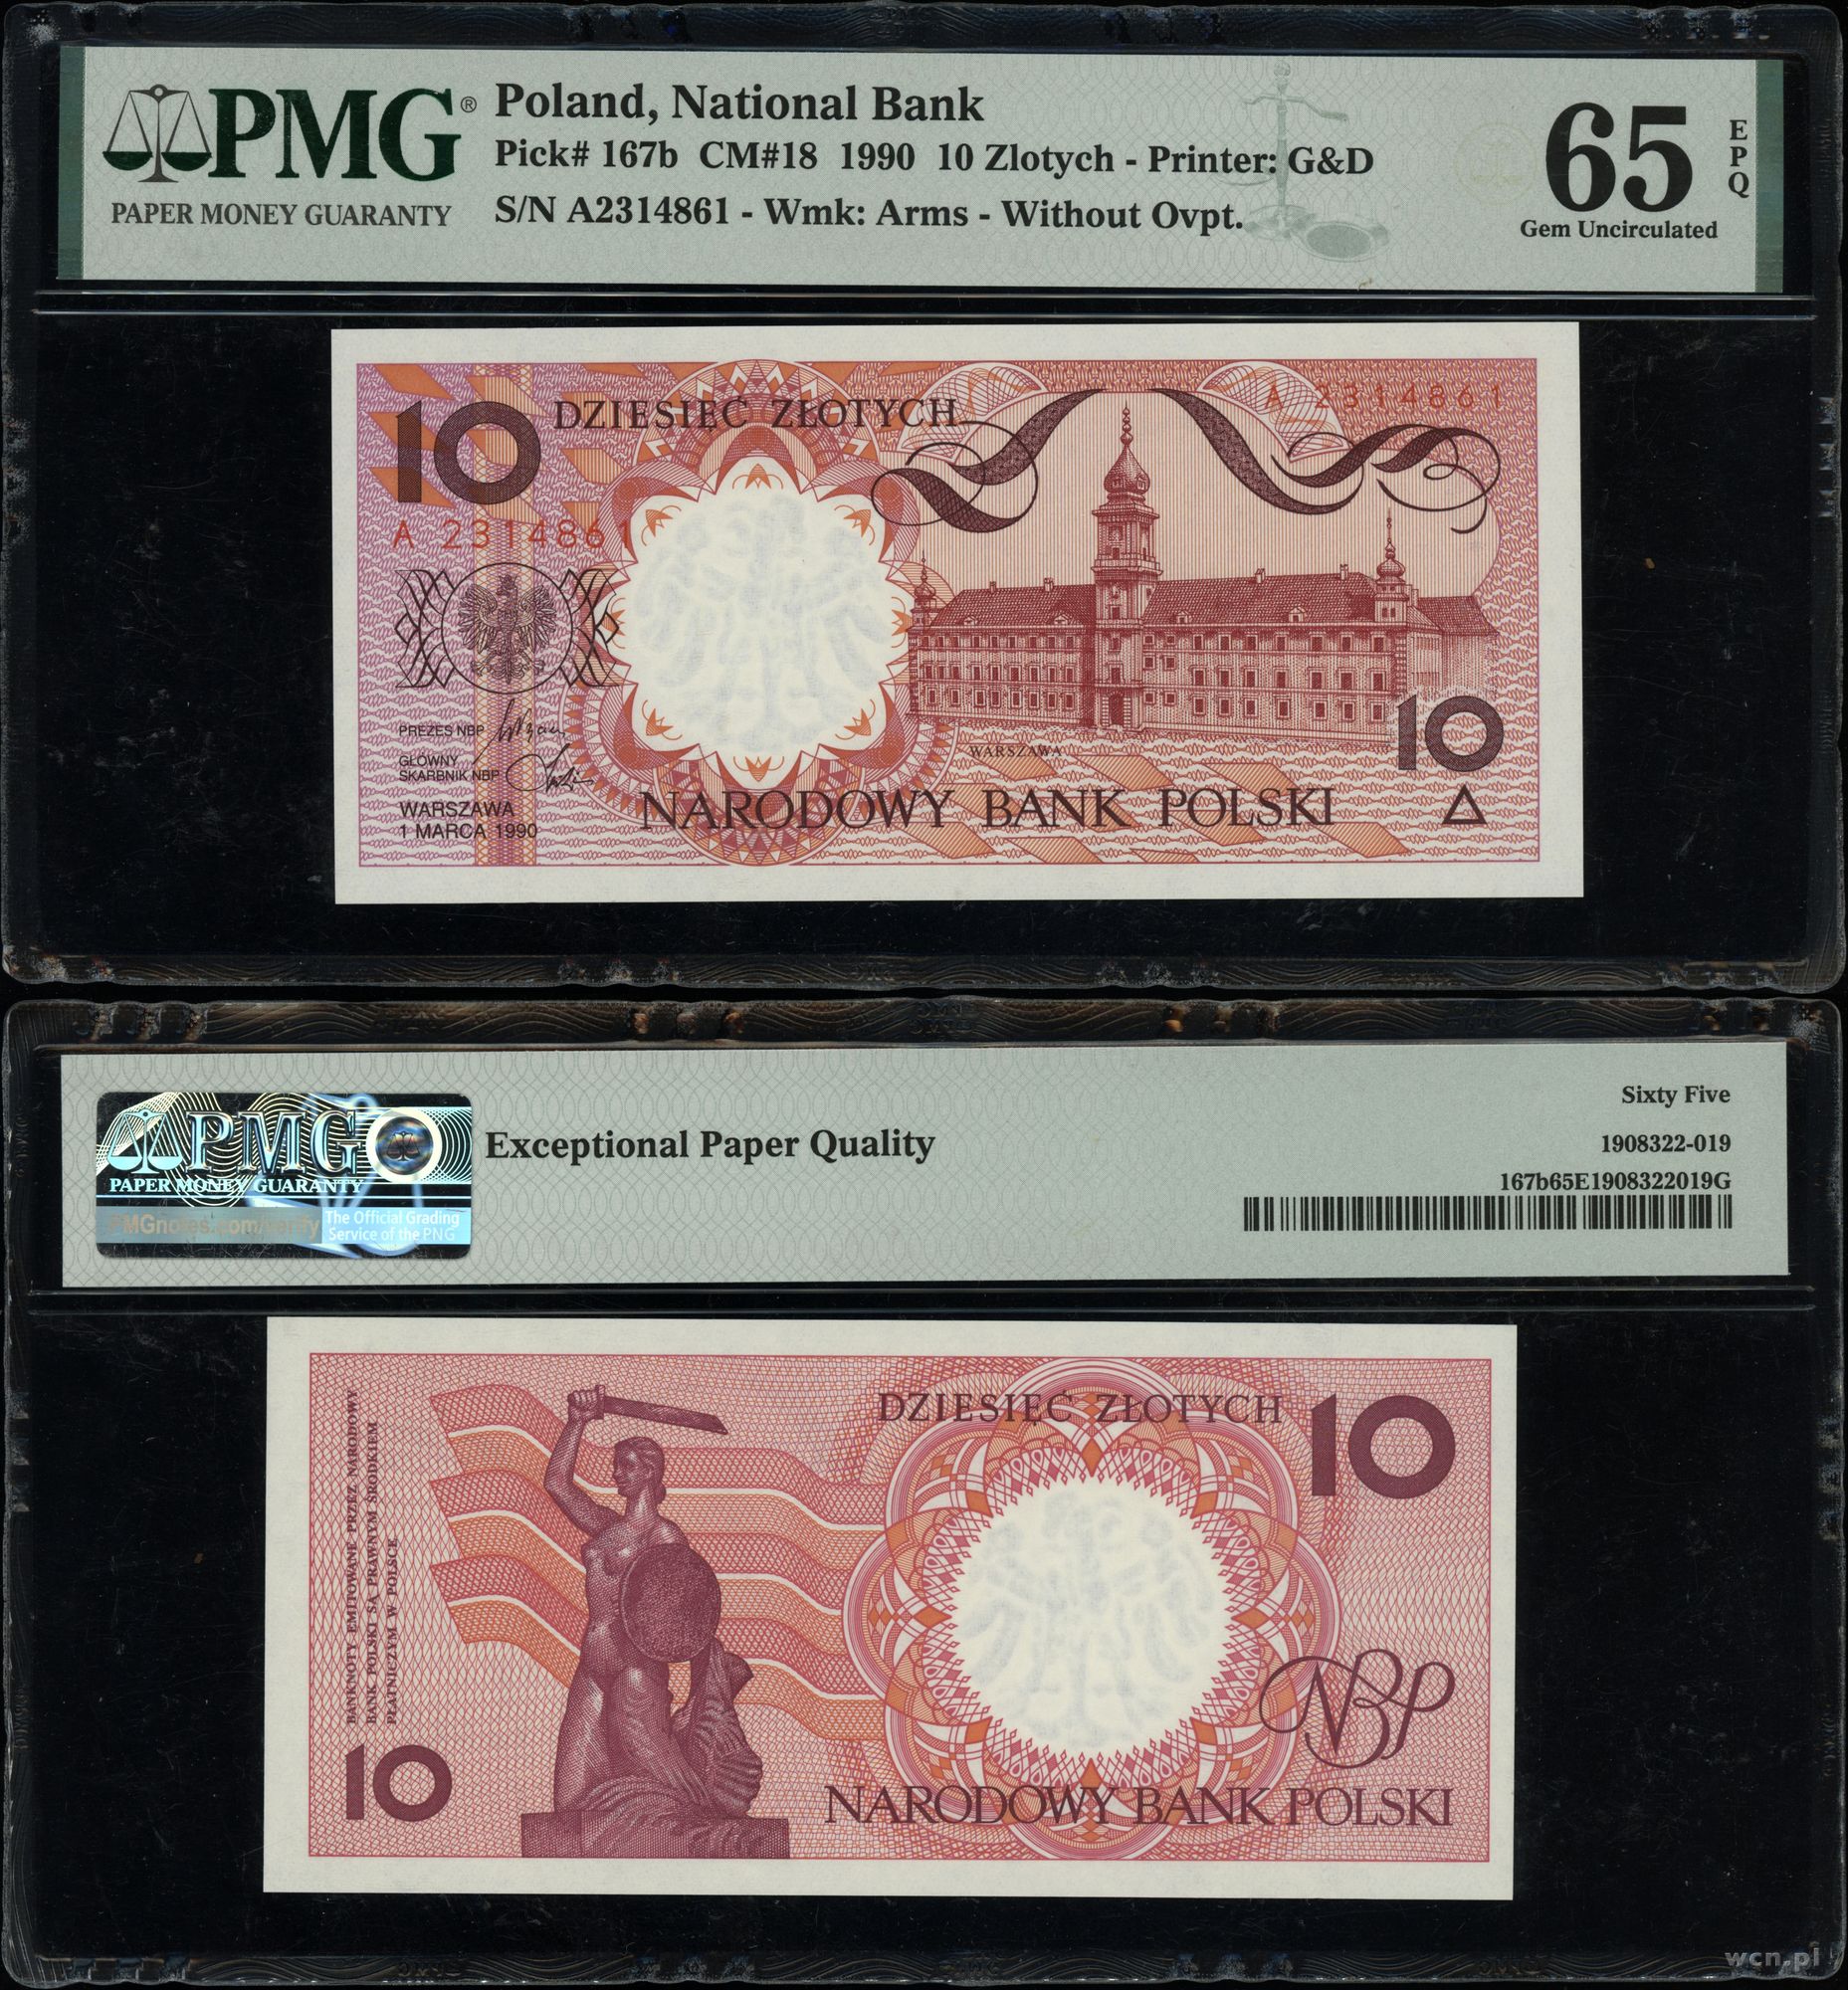 PMG®
PAPER MONEY GUARANTY
Poland, National Bank
Pick# 167b CM#18 1990 10 Zlotych - Printer: G&D
S/N A2314861 - Wmk: Arms - Without Ovpt.
65
EPQ
Gem Uncirculated
10 DZIESIĘĆ ZŁOTYCH
A 2314861
A 2314861
PREZES NBP
GŁÓWNY
SKARBNIK NBP
WARSZAWA
1 MARCA 1990
WARSZAWA
10
NARODOWY BANK POLSKI
PMG
PAPER MONEY GUARANTY
PMGnotes.com/verify
The Official Grading
Service of the PNG
Exceptional Paper Quality
Sixty Five
1908322-019
167b65E1908322019G
DZIESIĘĆ ZŁOTYCH 10
BANKNOTY EMITOWANE PRZEZ NARODOWY
BANK POLSKI SĄ PRAWNYM ŚRODKIEM
PŁATNICZYM W POLSCE
10
NBP
NARODOWY BANK POLSKI
wcn.pl